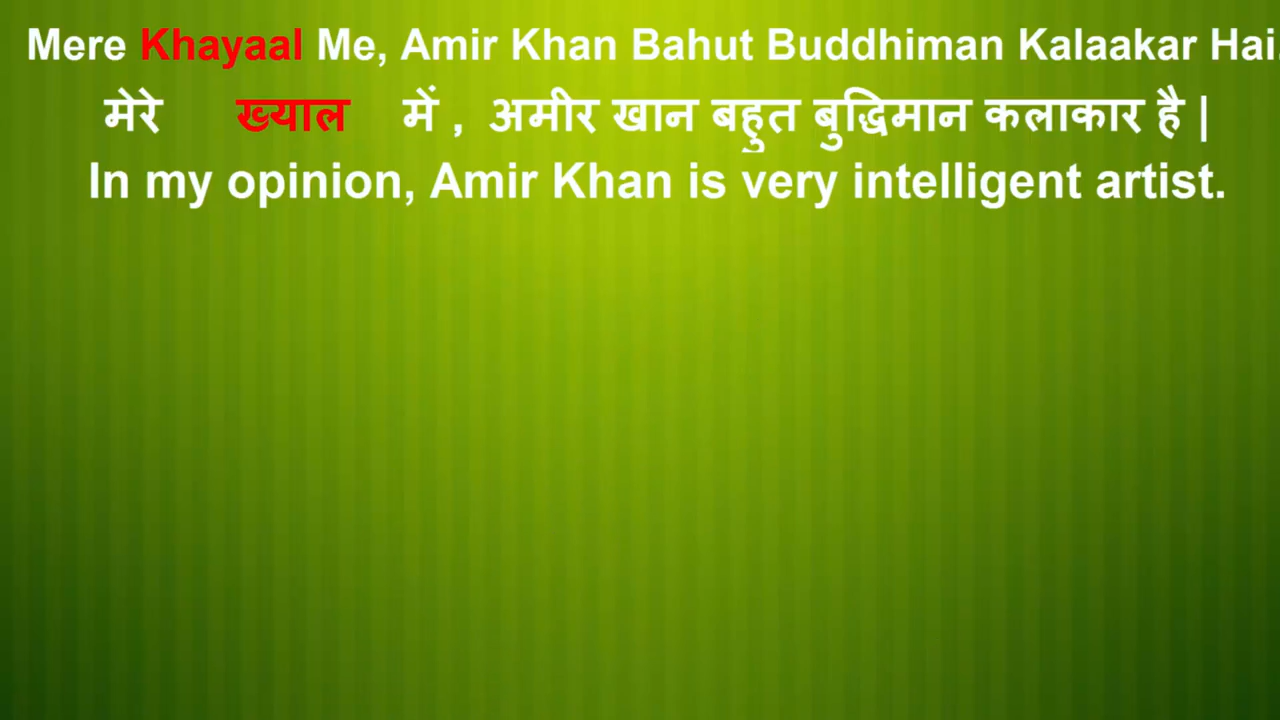 Mere Khayaal Me, Amir Khan Bahut Buddhiman Kalaakar Hai.
मेरे ख्याल में , अमीर खान बहुत बुद्धिमान कलाकार है |
In my opinion, Amir Khan is very intelligent artist.